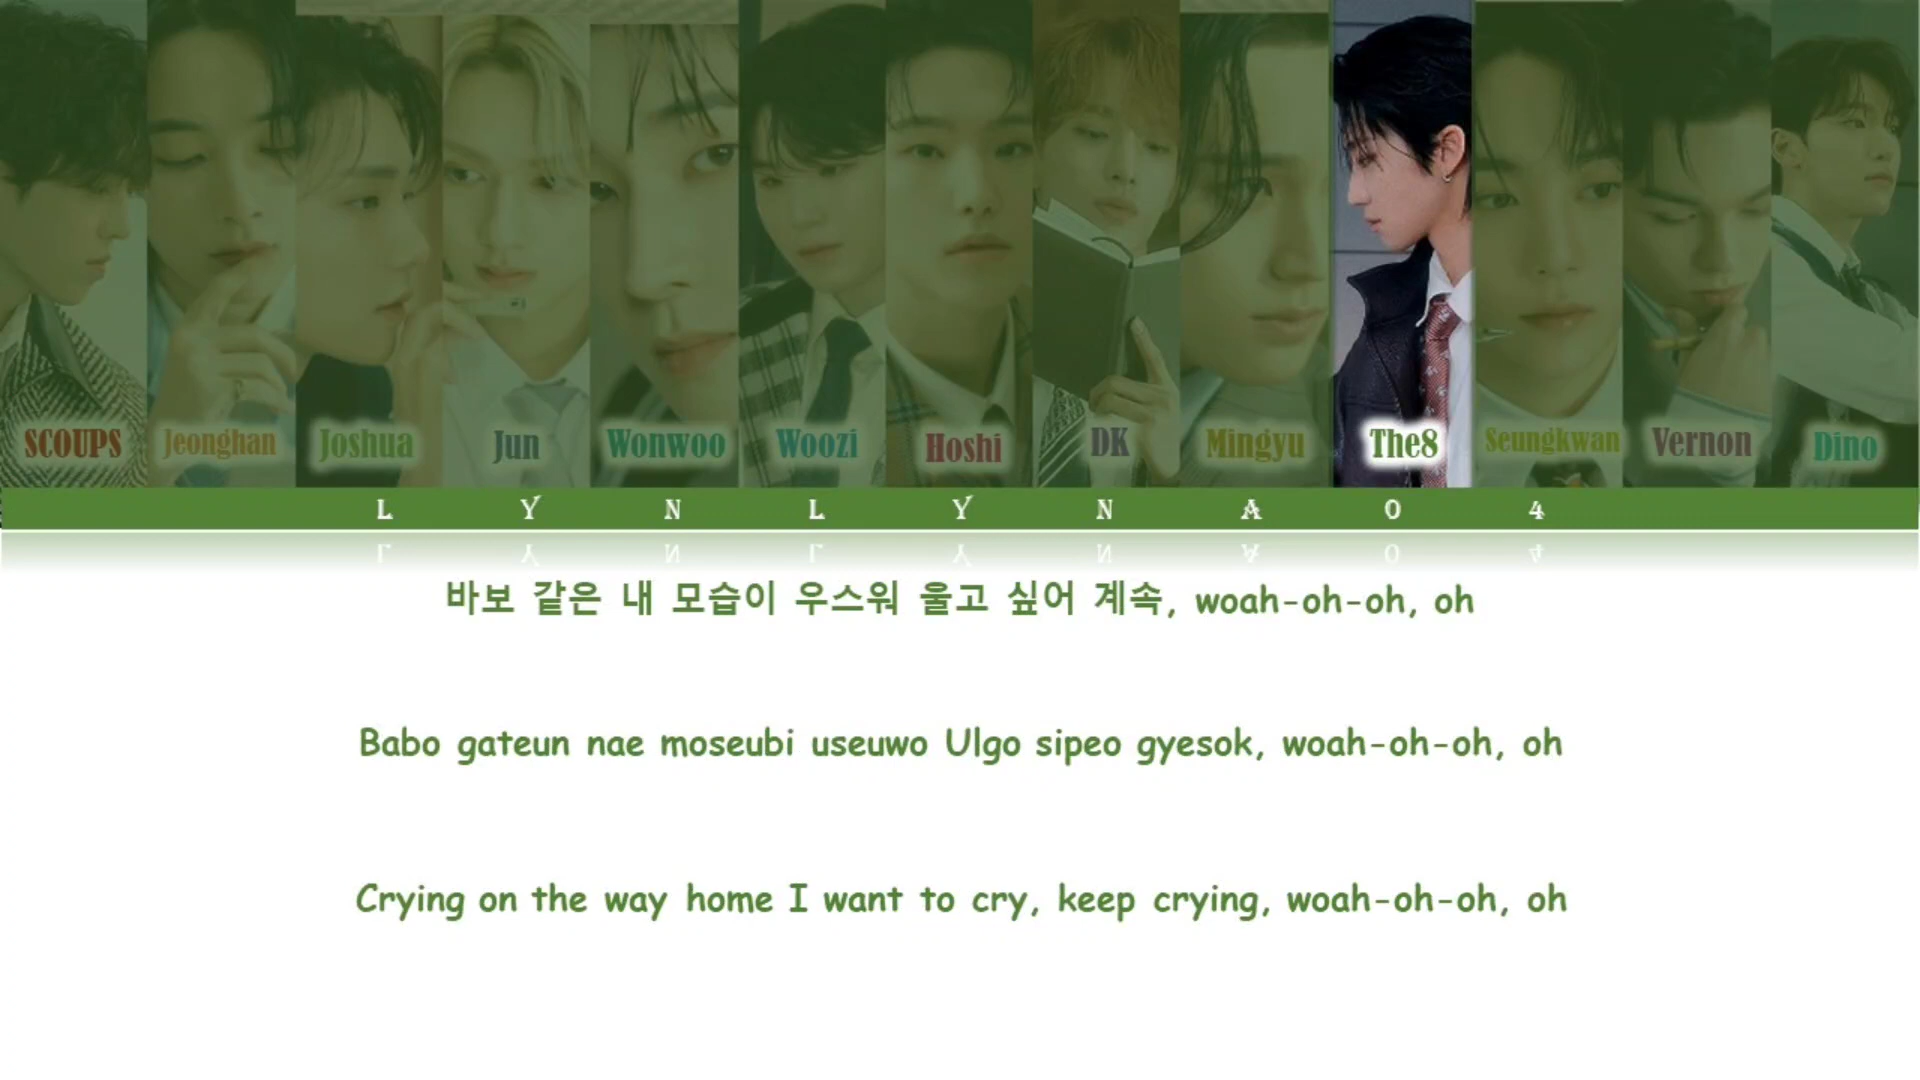 SCOUPS Jeonghan Joshua Jun Wonwoo Woozi Hoshi DK Mingyu The8 Seungkwan Vernon Dino
L Y N L Y N A 0 4
바보 같은 내 모습이 우스워 울고 싶어 계속, woah-oh-oh, oh
Babo gateun nae moseubi useuwo Ulgo sipeo gyesok, woah-oh-oh, oh
Crying on the way home I want to cry, keep crying, woah-oh-oh, oh